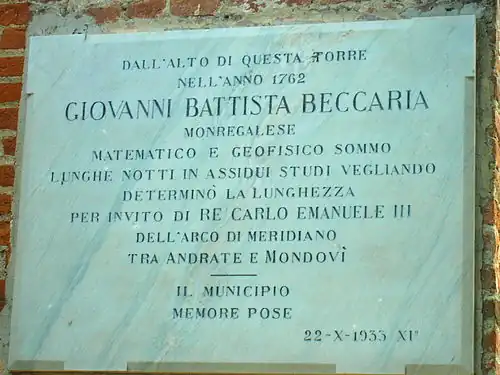 DALL'ALTO DI QUESTA TORRE
NELL'ANNO 1762
GIOVANNI BATTISTA BECCARIA
MONREGALESE
MATEMATICO E GEOFISICO SOMMO
LUNGHE NOTTI IN ASSIDUI STUDI VEGLIANDO
DETERMINÒ LA LUNGHEZZA
PER INVITO DI RE CARLO EMANUELE III
DELL'ARCO DI MERIDIANO
TRA ANDRATE E MONDOVÌ
IL MUNICIPIO
MEMORE POSE
22-X-1933 XI°